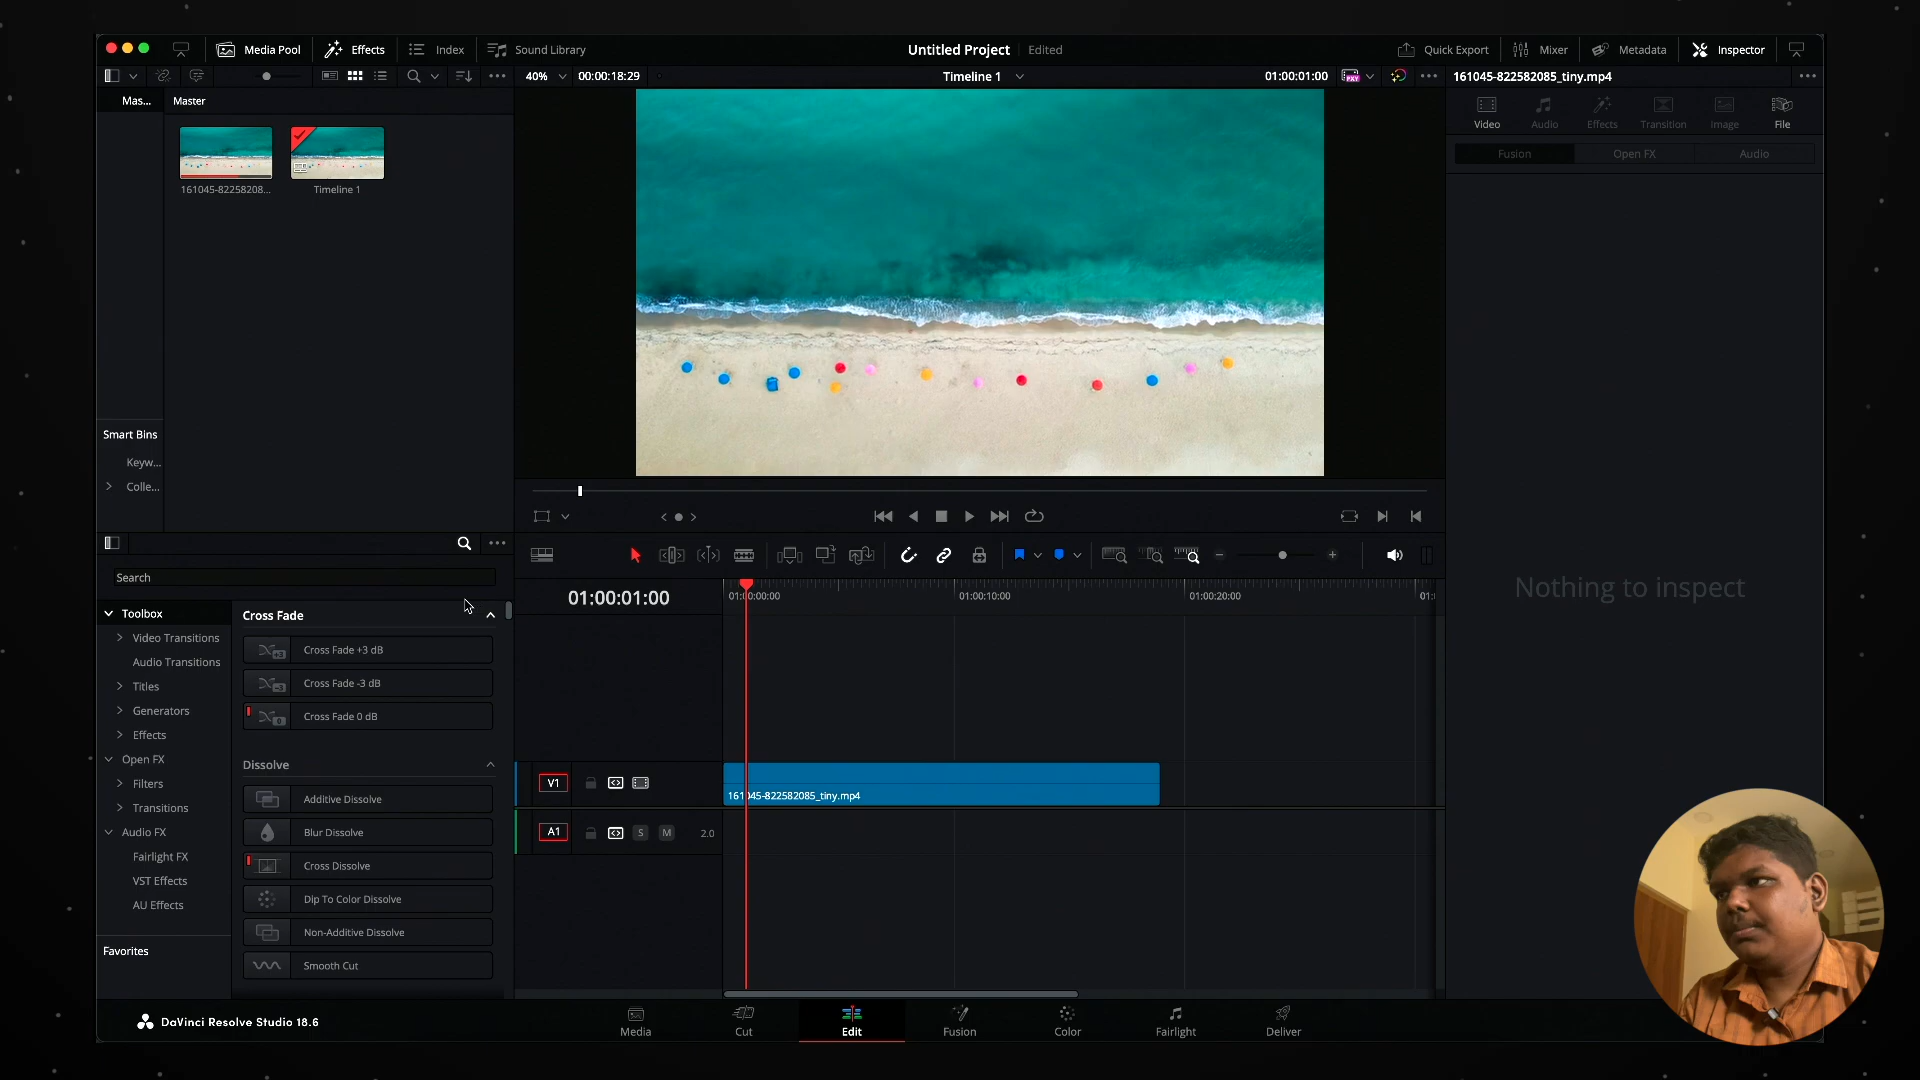 Media Pool Effects Index Sound Library Untitled Project Edited Quick Export Mixer Metadata Inspector
40% 00:00:18:29 Timeline 1 01:00:01:00 161045-822582085_tiny.mp4
Mas... Master
Video Audio Effects Transition Image File
Fusion Open FX Audio
161045-82258208... Timeline 1
Smart Bins
Keyw...
Colle...
Nothing to inspect
Search
01:00:01:00
01:00:00:00 01:00:10:00 01:00:20:00
Toolbox
Video Transitions
Audio Transitions
Titles
Generators
Effects
Open FX
Filters
Transitions
Audio FX
Fairlight FX
VST Effects
AU Effects
Favorites
Cross Fade
Cross Fade +3 dB
Cross Fade -3 dB
Cross Fade 0 dB
Dissolve
Additive Dissolve
Blur Dissolve
Cross Dissolve
Dip To Color Dissolve
Non-Additive Dissolve
Smooth Cut
V1
161045-822582085_tiny.mp4
A1 S M 2.0
DaVinci Resolve Studio 18.6
Media Cut Edit Fusion Color Fairlight Deliver